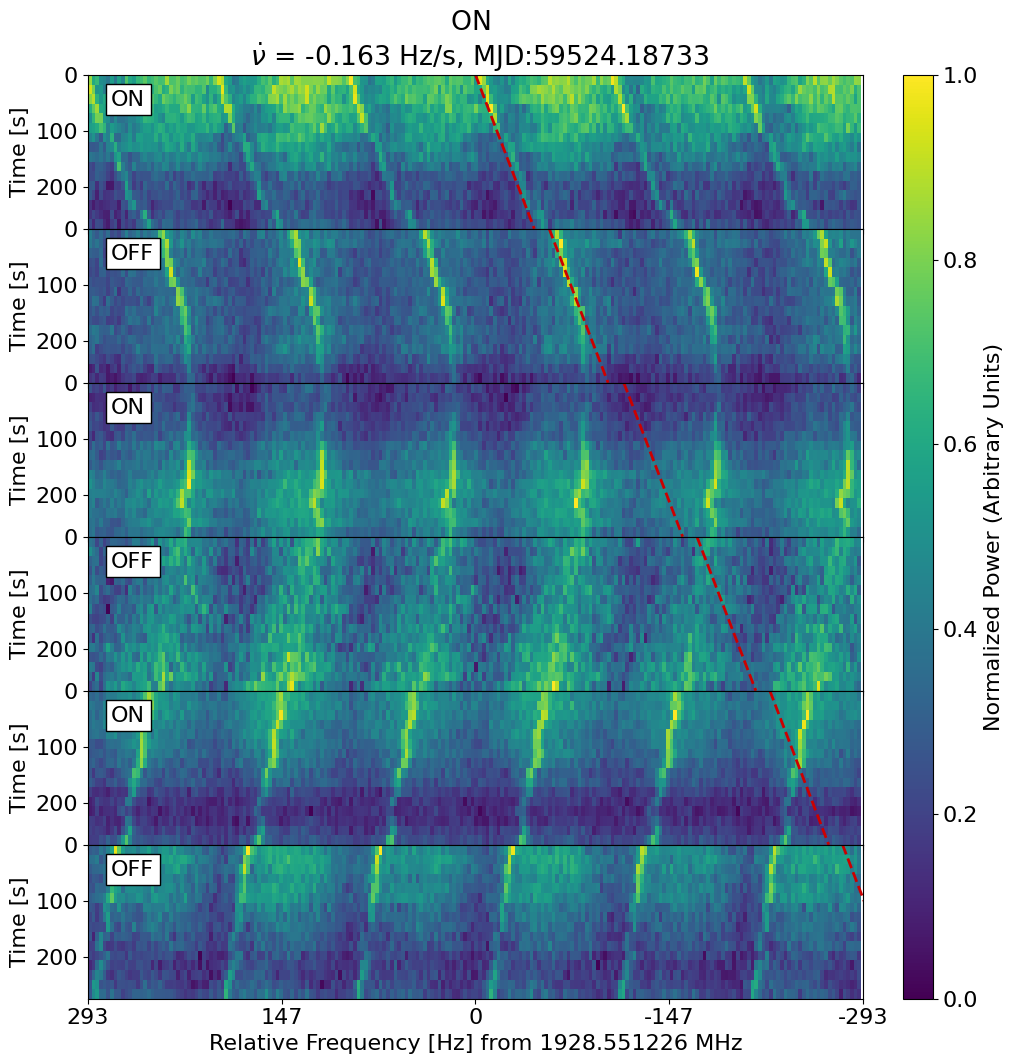 ON
ν̇ = -0.163 Hz/s, MJD:59524.18733
0
ON
100
200
Time [s]
0
OFF
100
200
Time [s]
0
ON
100
200
Time [s]
0
OFF
100
200
Time [s]
0
ON
100
200
Time [s]
0
OFF
100
200
Time [s]
293 147 0 -147 -293
Relative Frequency [Hz] from 1928.551226 MHz
1.0
0.8
0.6
0.4
0.2
0.0
Normalized Power (Arbitrary Units)